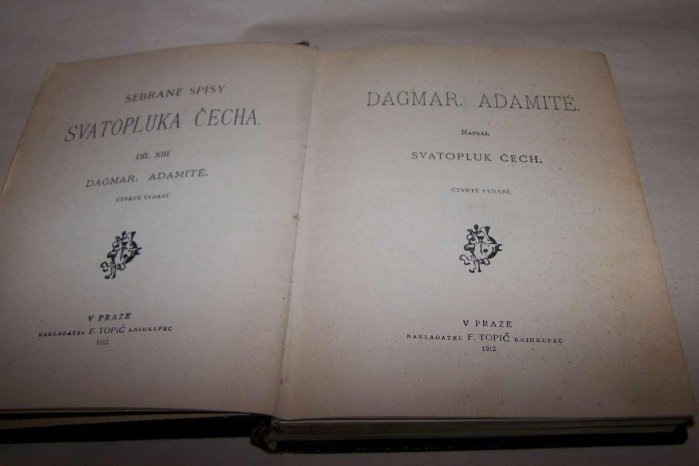 SEBRANÉ SPISY
SVATOPLUKA ČECHA.
DÍL XIII.
DAGMAR. ADAMITÉ.
ČTVRTÉ VYDÁNÍ.
V PRAZE
NAKLADATEL F. TOPIČ KNIHKUPEC
1912
DAGMAR. ADAMITÉ.
NAPSAL
SVATOPLUK ČECH.
ČTVRTÉ VYDÁNÍ.
V PRAZE
NAKLADATEL F. TOPIČ KNIHKUPEC
1912.